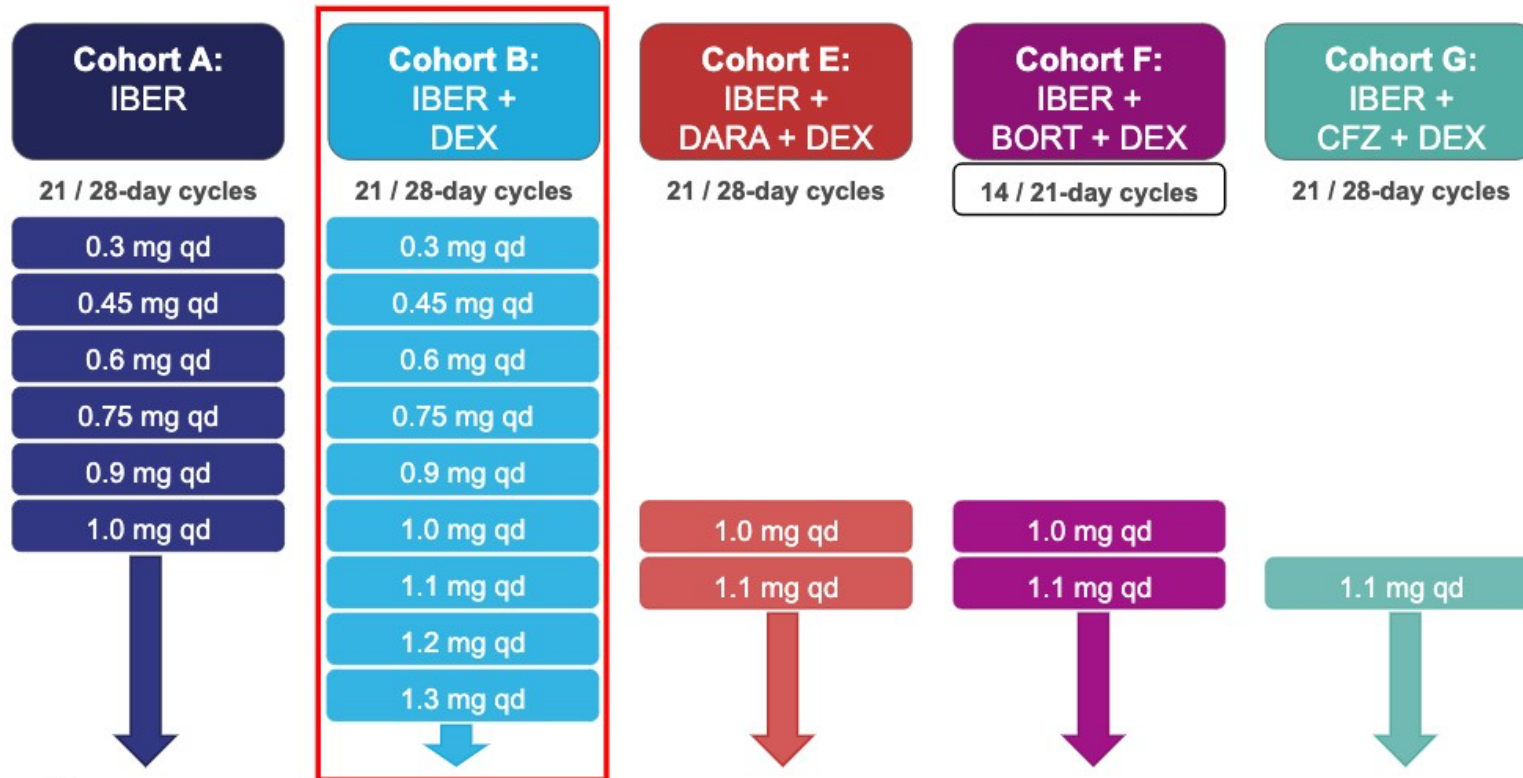 Cohort A:
IBER
21 / 28-day cycles
0.3 mg qd
0.45 mg qd
0.6 mg qd
0.75 mg qd
0.9 mg qd
1.0 mg qd
Cohort B:
IBER +
DEX
21 / 28-day cycles
0.3 mg qd
0.45 mg qd
0.6 mg qd
0.75 mg qd
0.9 mg qd
1.0 mg qd
1.1 mg qd
1.2 mg qd
1.3 mg qd
Cohort E:
IBER +
DARA + DEX
21 / 28-day cycles
1.0 mg qd
1.1 mg qd
Cohort F:
IBER +
BORT + DEX
14 / 21-day cycles
1.0 mg qd
1.1 mg qd
Cohort G:
IBER +
CFZ + DEX
21 / 28-day cycles
1.1 mg qd